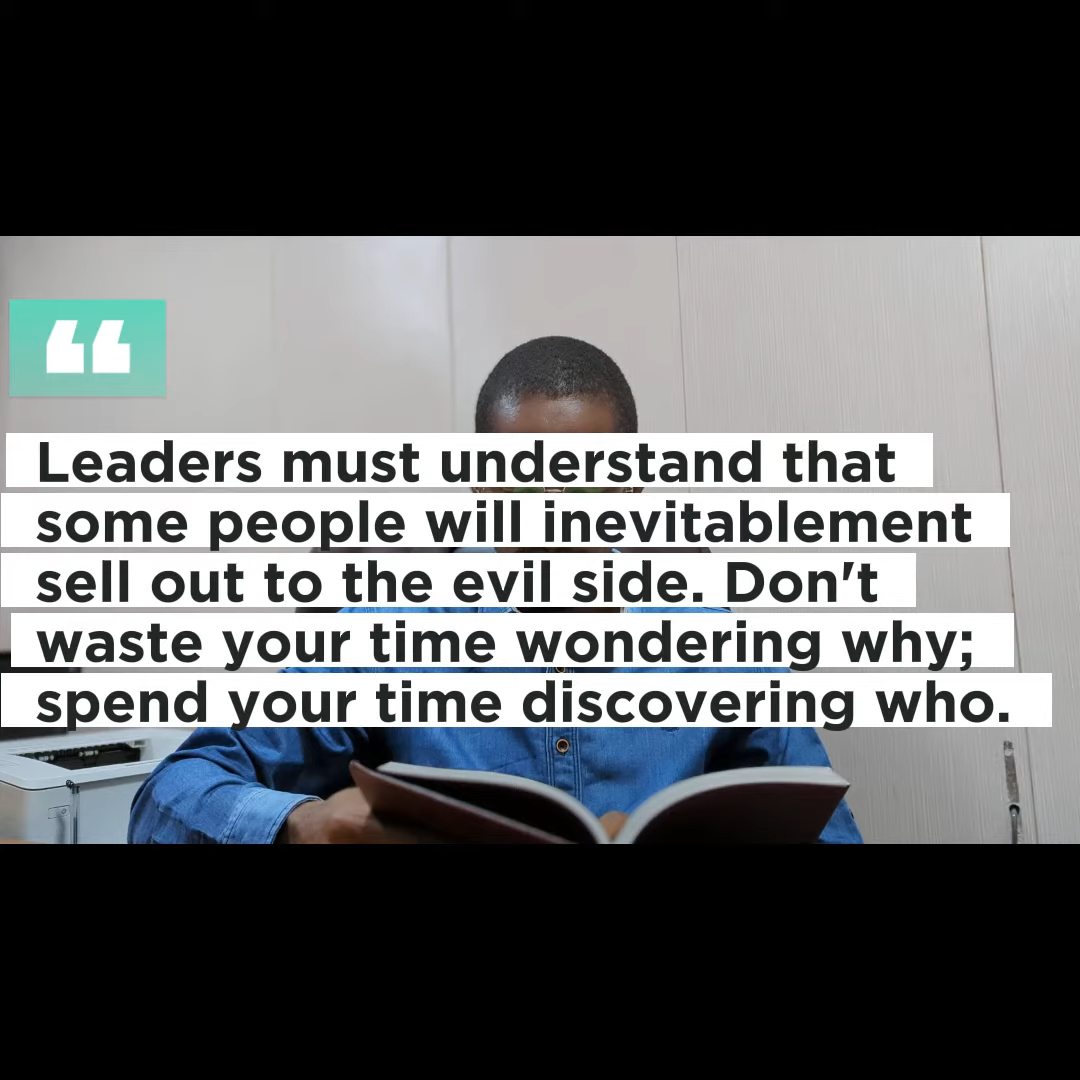 “
Leaders must understand that
some people will inevitablement
sell out to the evil side. Don't
waste your time wondering why;
spend your time discovering who.